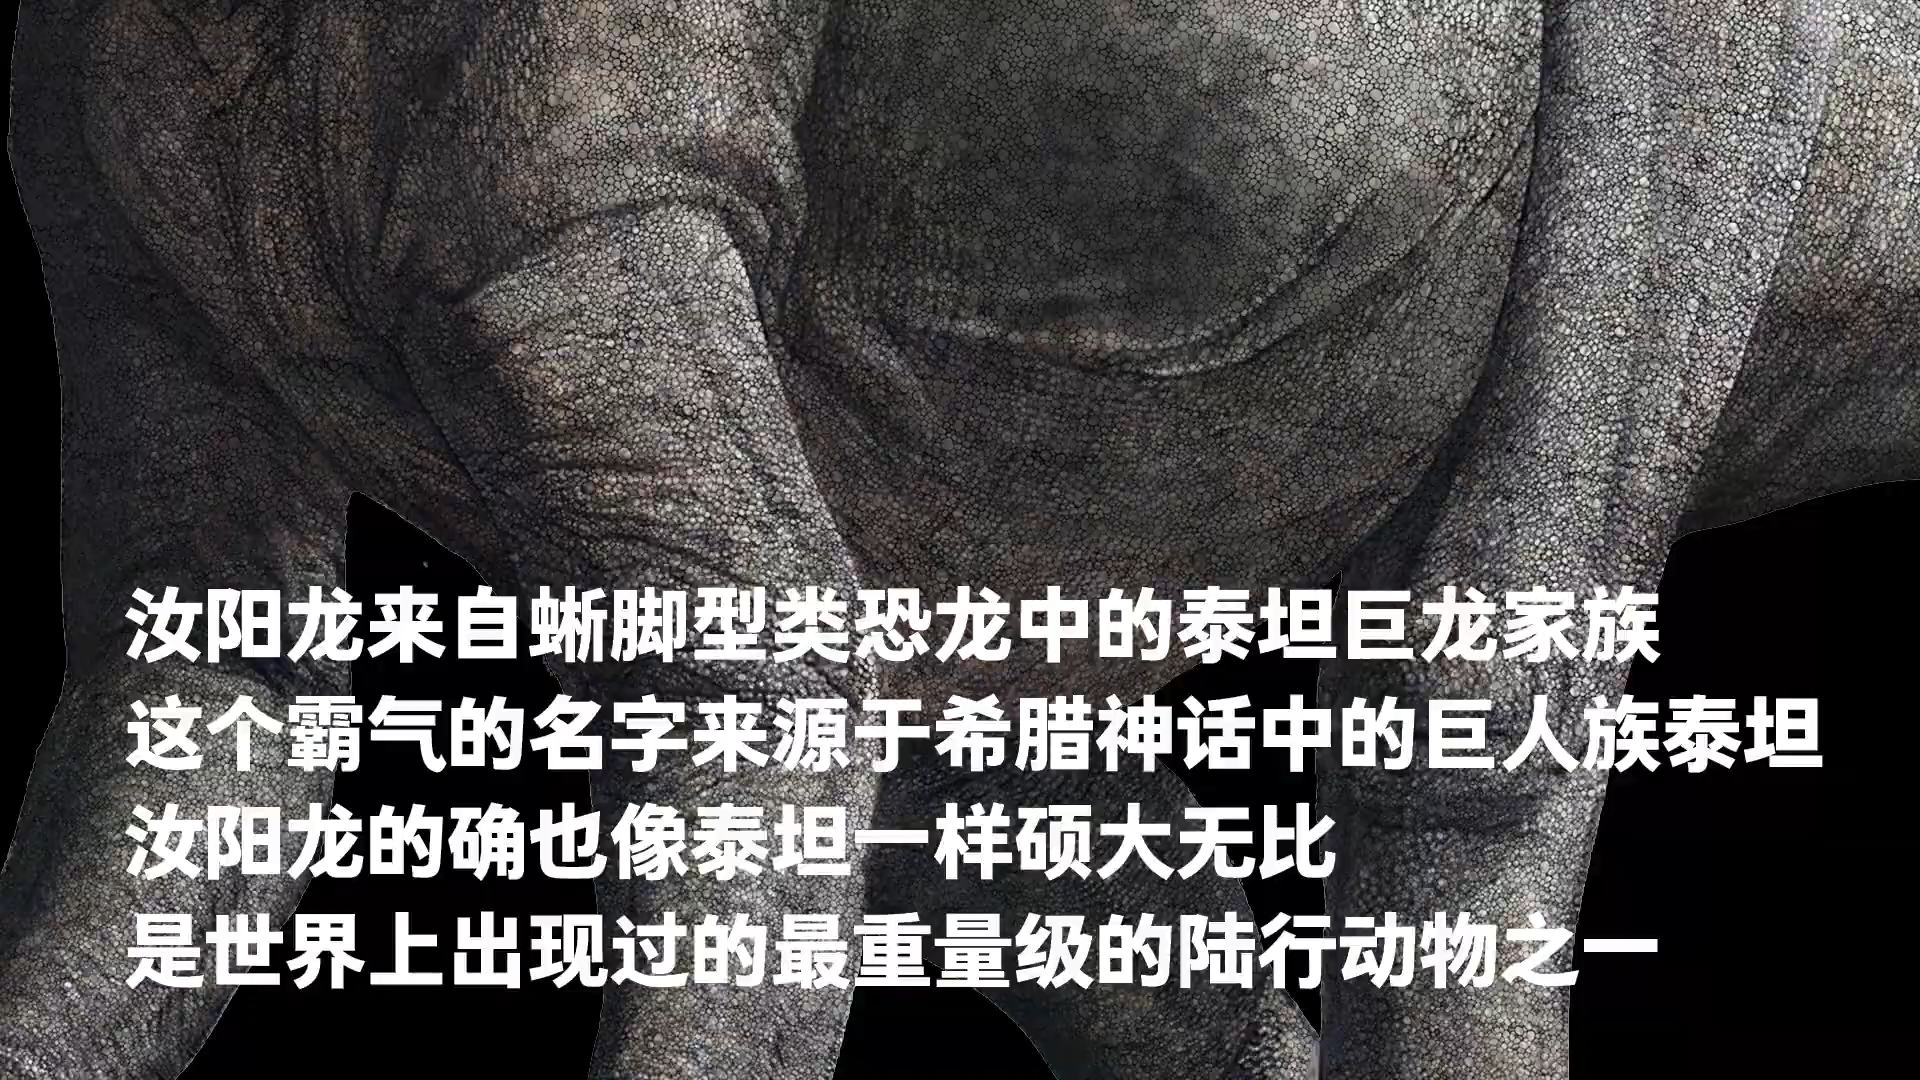 汝阳龙来自蜥脚型类恐龙中的泰坦巨龙家族
这个霸气的名字来源于希腊神话中的巨人族泰坦
汝阳龙的确也像泰坦一样硕大无比
是世界上出现过的最重量级的陆行动物之一